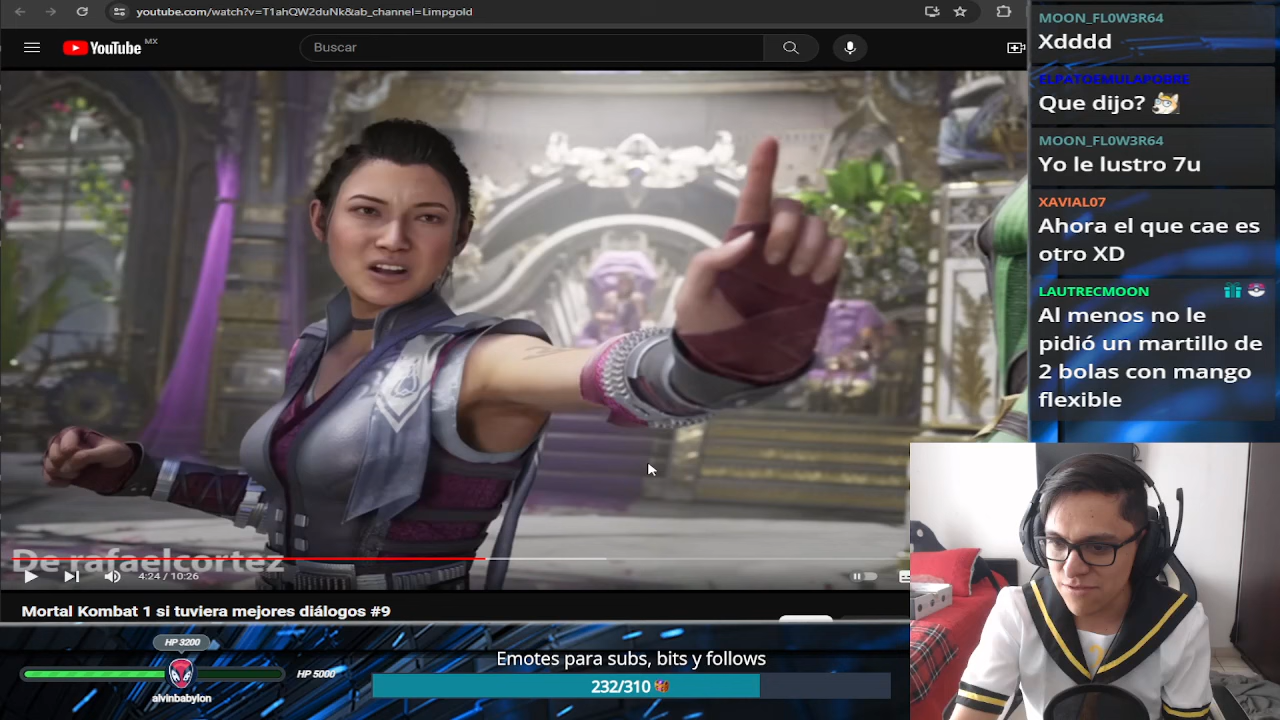 youtube.com/watch?v=T1ahQW2duNk&ab_channel=Limpgold
YouTube MX
Buscar
De rafaelcortez
4:24 / 10:26
Mortal Kombat 1 si tuviera mejores diálogos #9
MOON_FL0W3R64
Xdddd
ELPATOEMULAPOBRE
Que dijo?
MOON_FL0W3R64
Yo le lustro 7u
XAVIAL07
Ahora el que cae es
otro XD
LAUTRECMOON
Al menos no le
pidió un martillo de
2 bolas con mango
flexible
HP 3200
HP 5000
alvinbabylon
Emotes para subs, bits y follows
232/310